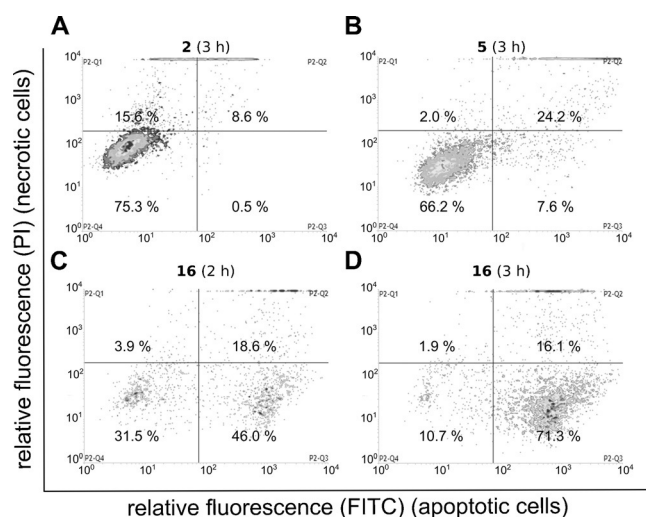 A
2 (3 h)
B
5 (3 h)
10⁴
P2-Q1
P2-Q2
10³
15.6 %
8.6 %
10²
10¹
75.3 %
0.5 %
10⁰
P2-Q4
P2-Q3
10⁰
10¹
10²
10³
10⁴
10⁴
P2-Q1
P2-Q2
10³
2.0 %
24.2 %
10²
10¹
66.2 %
7.6 %
10⁰
P2-Q4
P2-Q3
10⁰
10¹
10²
10³
10⁴
C
16 (2 h)
D
16 (3 h)
10⁴
P2-Q1
P2-Q2
10³
3.9 %
18.6 %
10²
10¹
31.5 %
46.0 %
10⁰
P2-Q4
P2-Q3
10⁰
10¹
10²
10³
10⁴
10⁴
P2-Q1
P2-Q2
10³
1.9 %
16.1 %
10²
10¹
10.7 %
71.3 %
10⁰
P2-Q4
P2-Q3
10⁰
10¹
10²
10³
10⁴
relative fluorescence (PI) (necrotic cells)
relative fluorescence (FITC) (apoptotic cells)